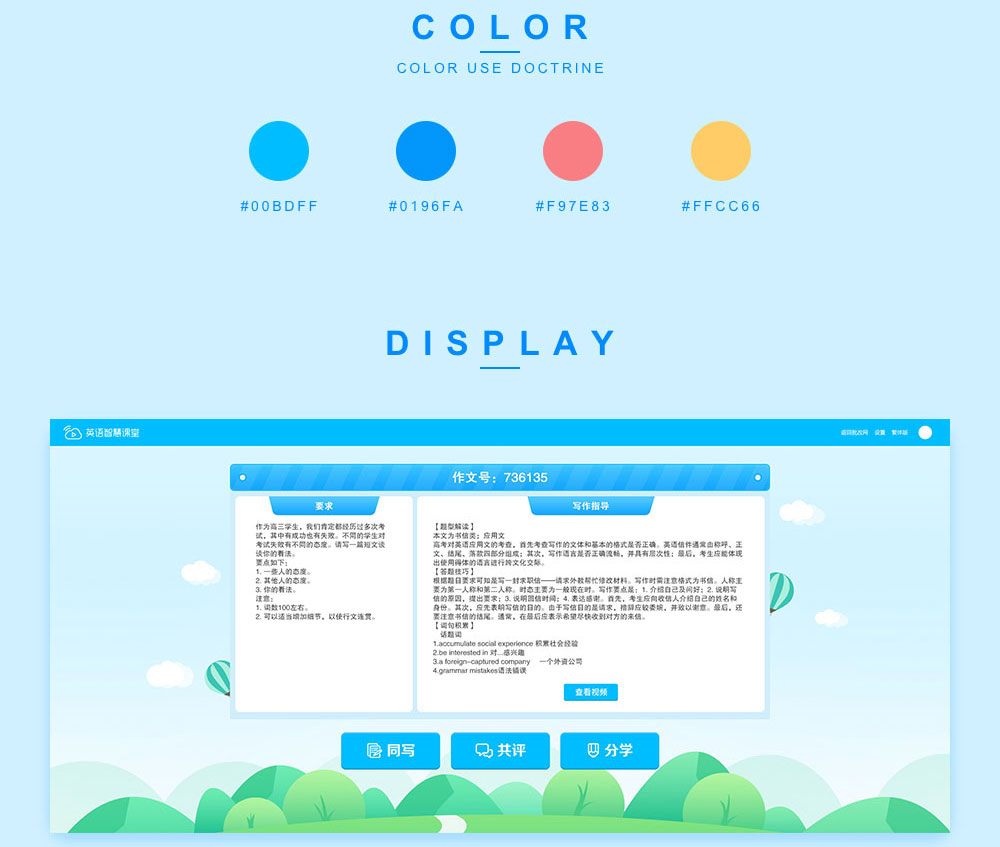 COLOR
COLOR USE DOCTRINE
#00BDFF
#0196FA
#F97E83
#FFCC66
DISPLAY
英语智慧课堂
返回批改网 设置 繁体版
作文号：736135
要求
作为高三学生，我们肯定都经历过多次考
试，其中有成功也有失败。不同的学生对
考试失败有不同的态度。请写一篇短文谈
谈你的看法。
要点如下：
1. 一些人的态度。
2. 其他人的态度。
3. 你的看法。
注意：
1. 词数100左右。
2. 可以适当增加细节，以使行文连贯。
写作指导
【题型解读】
本文为书信类；应用文
高考对英语应用文的考查，首先考查写作的文体和基本的格式是否正确。英语信件通常由称呼、正
文、结尾、落款四部分组成；其次，写作语言是否正确流畅，并具有层次性；最后，考生应能体现
出使用得体的语言进行跨文化交际。
【答题技巧】
根据题目要求可知是写一封求职信——请求外教帮忙修改材料。写作时需注意格式为书信。人称主
要为第一人称和第二人称。时态主要为一般现在时。写作要点是：1. 介绍自己及问好；2. 说明写
信的原因，提出要求；3. 说明回信时间；4. 表达感谢。首先，考生应向收信人介绍自己的姓名和
身份。其次，应先表明写信的目的。由于写信目的是请求，措辞应较委婉，并致以谢意。最后，还
要注意书信的结尾。通常，在最后应表示希望尽快收到对方的来信。
【词句积累】
话题词
1.accumulate social experience 积累社会经验
2.be interested in 对...感兴趣
3.a foreign-captured company 一个外资公司
4.grammar mistakes语法错误
查看视频
同写
共评
分学